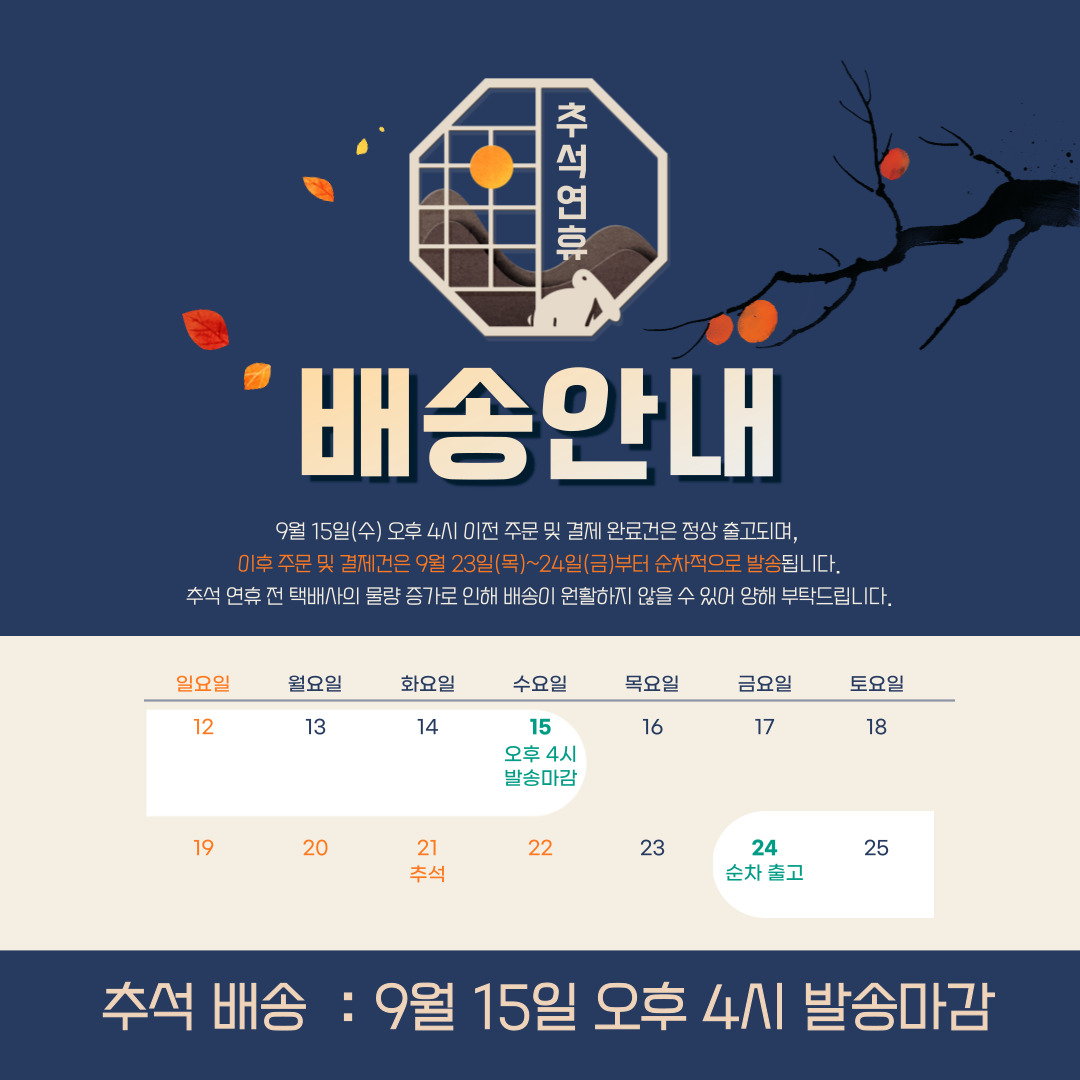 추석연휴
배송안내
9월 15일(수) 오후 4시 이전 주문 및 결제 완료건은 정상 출고되며,
이후 주문 및 결제건은 9월 23일(목)~24일(금)부터 순차적으로 발송됩니다.
추석 연휴 전 택배사의 물량 증가로 인해 배송이 원활하지 않을 수 있어 양해 부탁드립니다.
일요일 월요일 화요일 수요일 목요일 금요일 토요일
12 13 14 15 16 17 18
오후 4시
발송마감
19 20 21 22 23 24 25
추석 순차 출고
추석 배송 : 9월 15일 오후 4시 발송마감